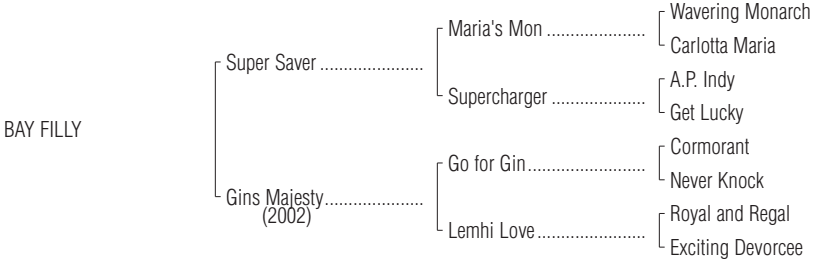 Wavering Monarch
Maria's Mon ......................
Carlotta Maria
Super Saver .......................
A.P. Indy
Supercharger .....................
Get Lucky
BAY FILLY
Cormorant
Go for Gin..........................
Never Knock
Gins Majesty......................
(2002)
Royal and Regal
Lemhi Love........................
Exciting Devorcee